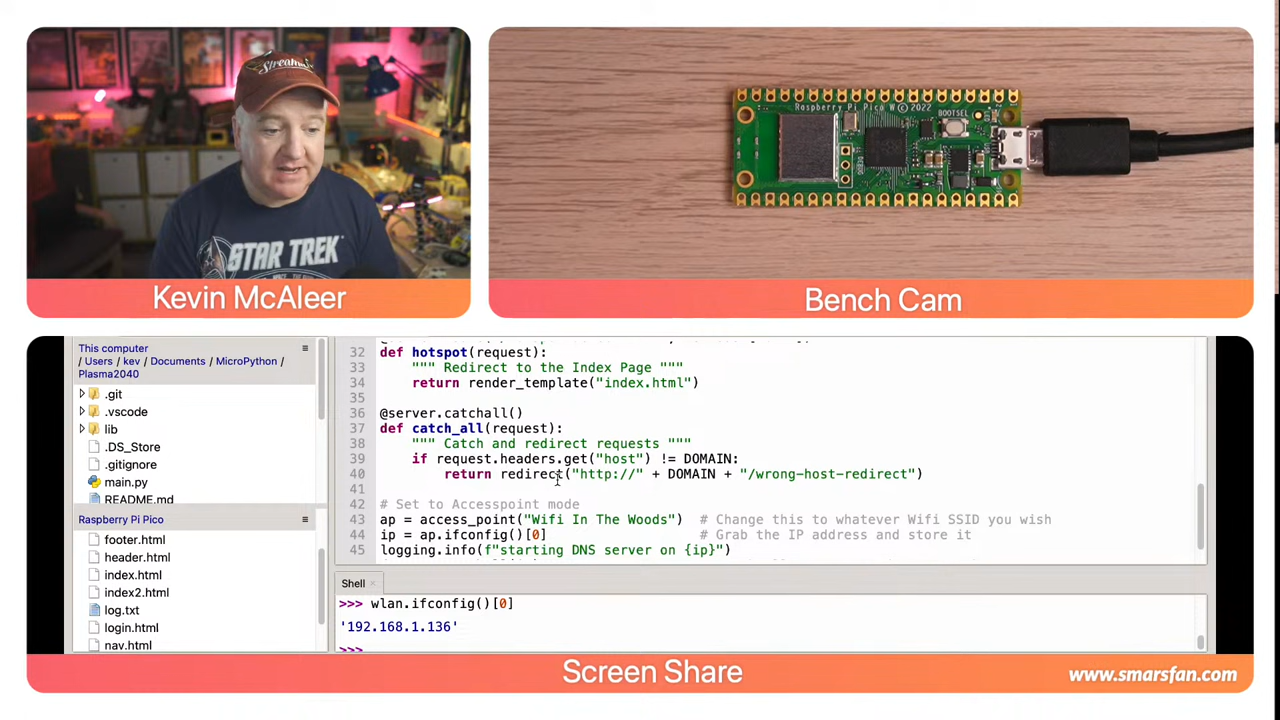 Streamer
STAR TREK
Kevin McAleer
Raspberry Pi Pico W © 2022
BOOTSEL
DEBUG
Bench Cam
This computer
/ Users / kev / Documents / MicroPython /
Plasma2040
.git
.vscode
lib
.DS_Store
.gitignore
main.py
README.md
Raspberry Pi Pico
footer.html
header.html
index.html
index2.html
log.txt
login.html
nav.html
32 def hotspot(request):
33 """ Redirect to the Index Page """
34 return render_template("index.html")
35
36 @server.catchall()
37 def catch_all(request):
38 """ Catch and redirect requests """
39 if request.headers.get("host") != DOMAIN:
40 return redirect("http://" + DOMAIN + "/wrong-host-redirect")
41
42 # Set to Accesspoint mode
43 ap = access_point("Wifi In The Woods") # Change this to whatever Wifi SSID you wish
44 ip = ap.ifconfig()[0] # Grab the IP address and store it
45 logging.info(f"starting DNS server on {ip}")
Shell
>>> wlan.ifconfig()[0]
'192.168.1.136'
>>>
Screen Share
www.smarsfan.com